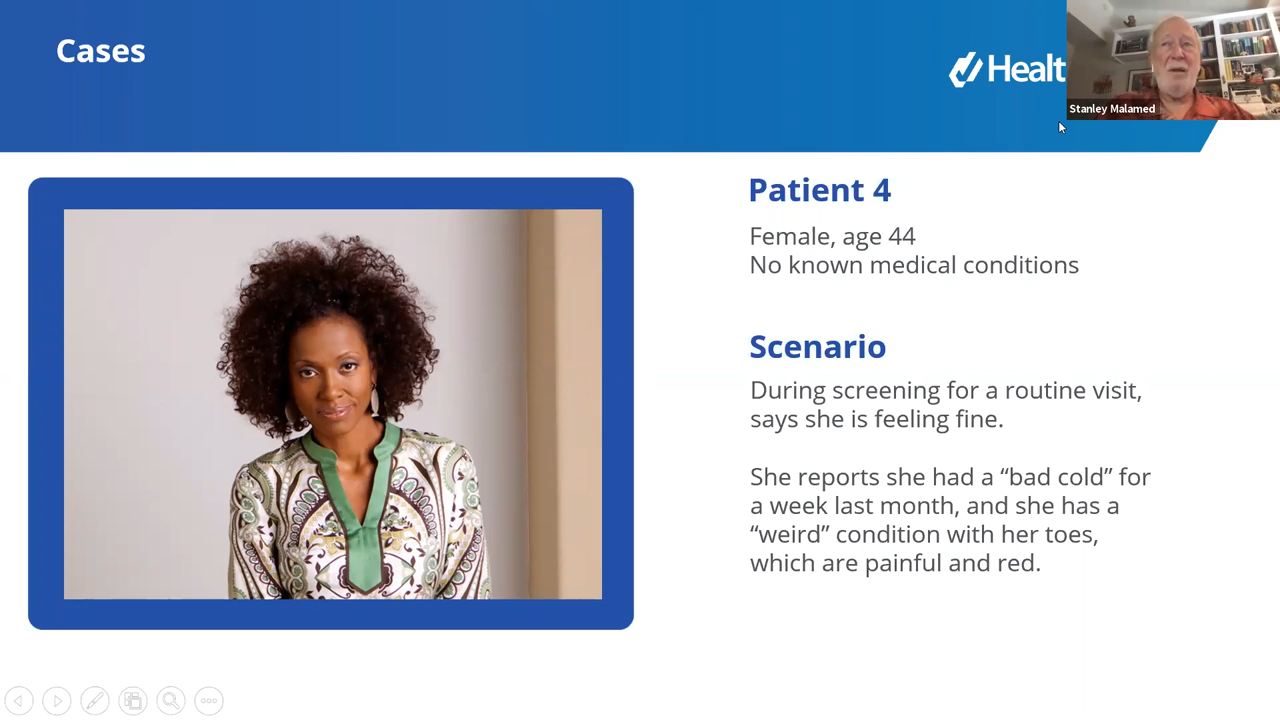 Cases
Healt
Stanley Malamed
Patient 4
Female, age 44
No known medical conditions
Scenario
During screening for a routine visit,
says she is feeling fine.
She reports she had a “bad cold” for
a week last month, and she has a
“weird” condition with her toes,
which are painful and red.